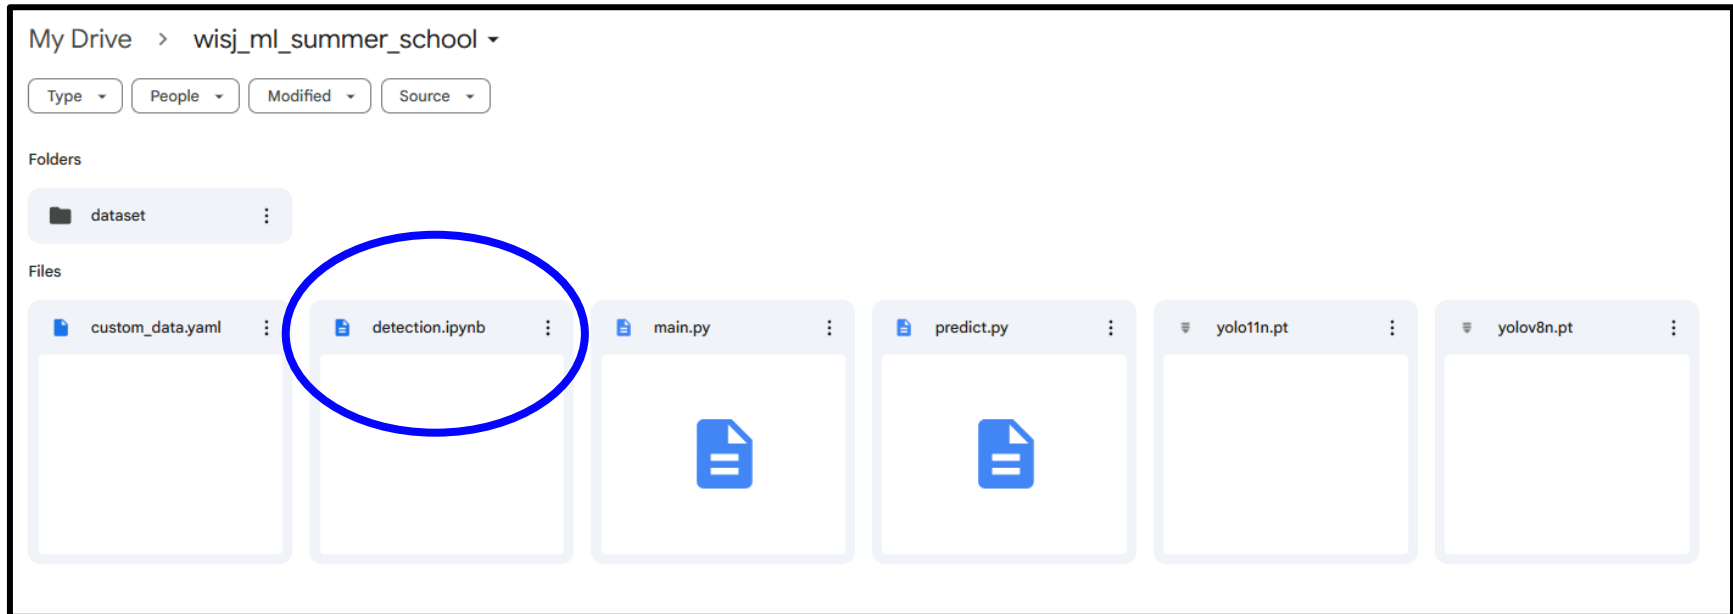 My Drive > wisj_ml_summer_school
Type People Modified Source
Folders
dataset
Files
custom_data.yaml detection.ipynb main.py predict.py yolo11n.pt yolov8n.pt